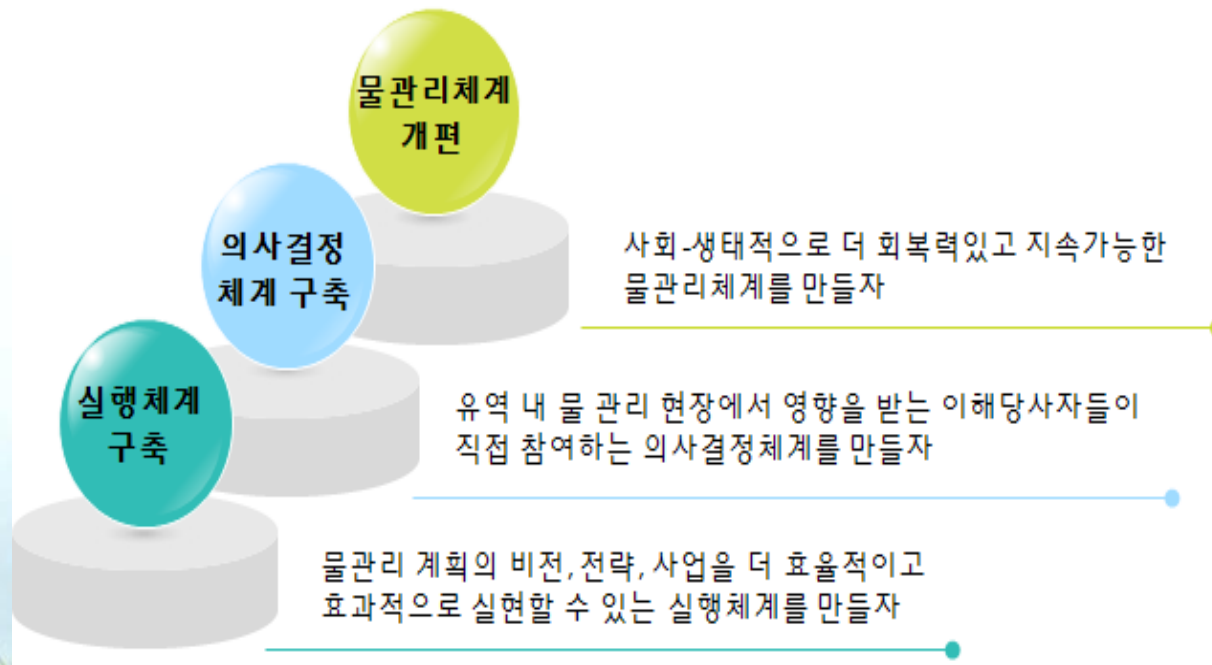 물관리체계
개편
사회-생태적으로 더 회복력있고 지속가능한
물관리체계를 만들자
의사결정
체계 구축
유역 내 물 관리 현장에서 영향을 받는 이해당사자들이
직접 참여하는 의사결정체계를 만들자
실행체계
구축
물관리 계획의 비전, 전략, 사업을 더 효율적이고
효과적으로 실현할 수 있는 실행체계를 만들자